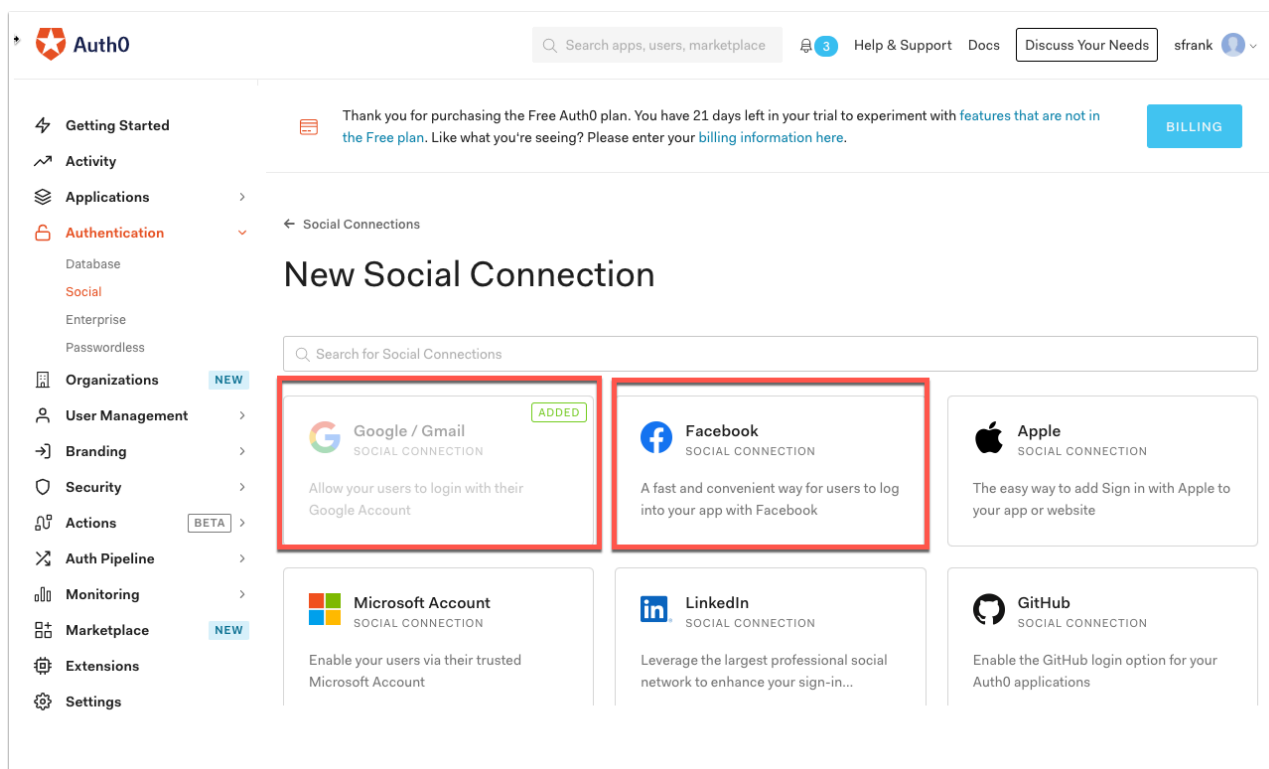 Auth0
Search apps, users, marketplace
3
Help & Support
Docs
Discuss Your Needs
sfrank
Getting Started
Activity
Applications
Authentication
Database
Social
Enterprise
Passwordless
Organizations NEW
User Management
Branding
Security
Actions BETA
Auth Pipeline
Monitoring
Marketplace NEW
Extensions
Settings
Thank you for purchasing the Free Auth0 plan. You have 21 days left in your trial to experiment with features that are not in
the Free plan. Like what you're seeing? Please enter your billing information here.
BILLING
← Social Connections
New Social Connection
Search for Social Connections
ADDED
Google / Gmail
SOCIAL CONNECTION
Allow your users to login with their
Google Account
Facebook
SOCIAL CONNECTION
A fast and convenient way for users to log
into your app with Facebook
Apple
SOCIAL CONNECTION
The easy way to add Sign in with Apple to
your app or website
Microsoft Account
SOCIAL CONNECTION
Enable your users via their trusted
Microsoft Account
in
LinkedIn
SOCIAL CONNECTION
Leverage the largest professional social
network to enhance your sign-in...
GitHub
SOCIAL CONNECTION
Enable the GitHub login option for your
Auth0 applications